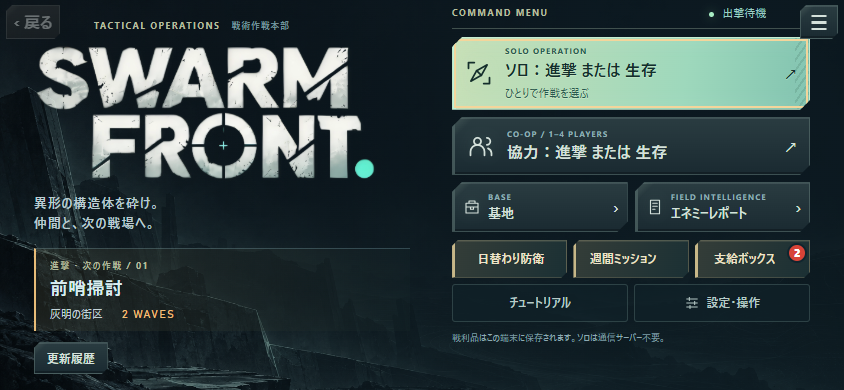 戻る
TACTICAL OPERATIONS 戦術作戦本部
SWARM
FRONT.
異形の構造体を砕け。
仲間と、次の戦場へ。
進撃 - 次の作戦 / 01
前哨掃討
灰明の街区 2 WAVES
更新履歴
COMMAND MENU
出撃待機
SOLO OPERATION
ソロ：進撃 または 生存
ひとりで作戦を選ぶ
CO-OP / 1–4 PLAYERS
協力：進撃 または 生存
BASE
基地
FIELD INTELLIGENCE
エネミーレポート
日替わり防衛
週間ミッション
支給ボックス
2
チュートリアル
設定・操作
戦利品はこの端末に保存されます。ソロは通信サーバー不要。